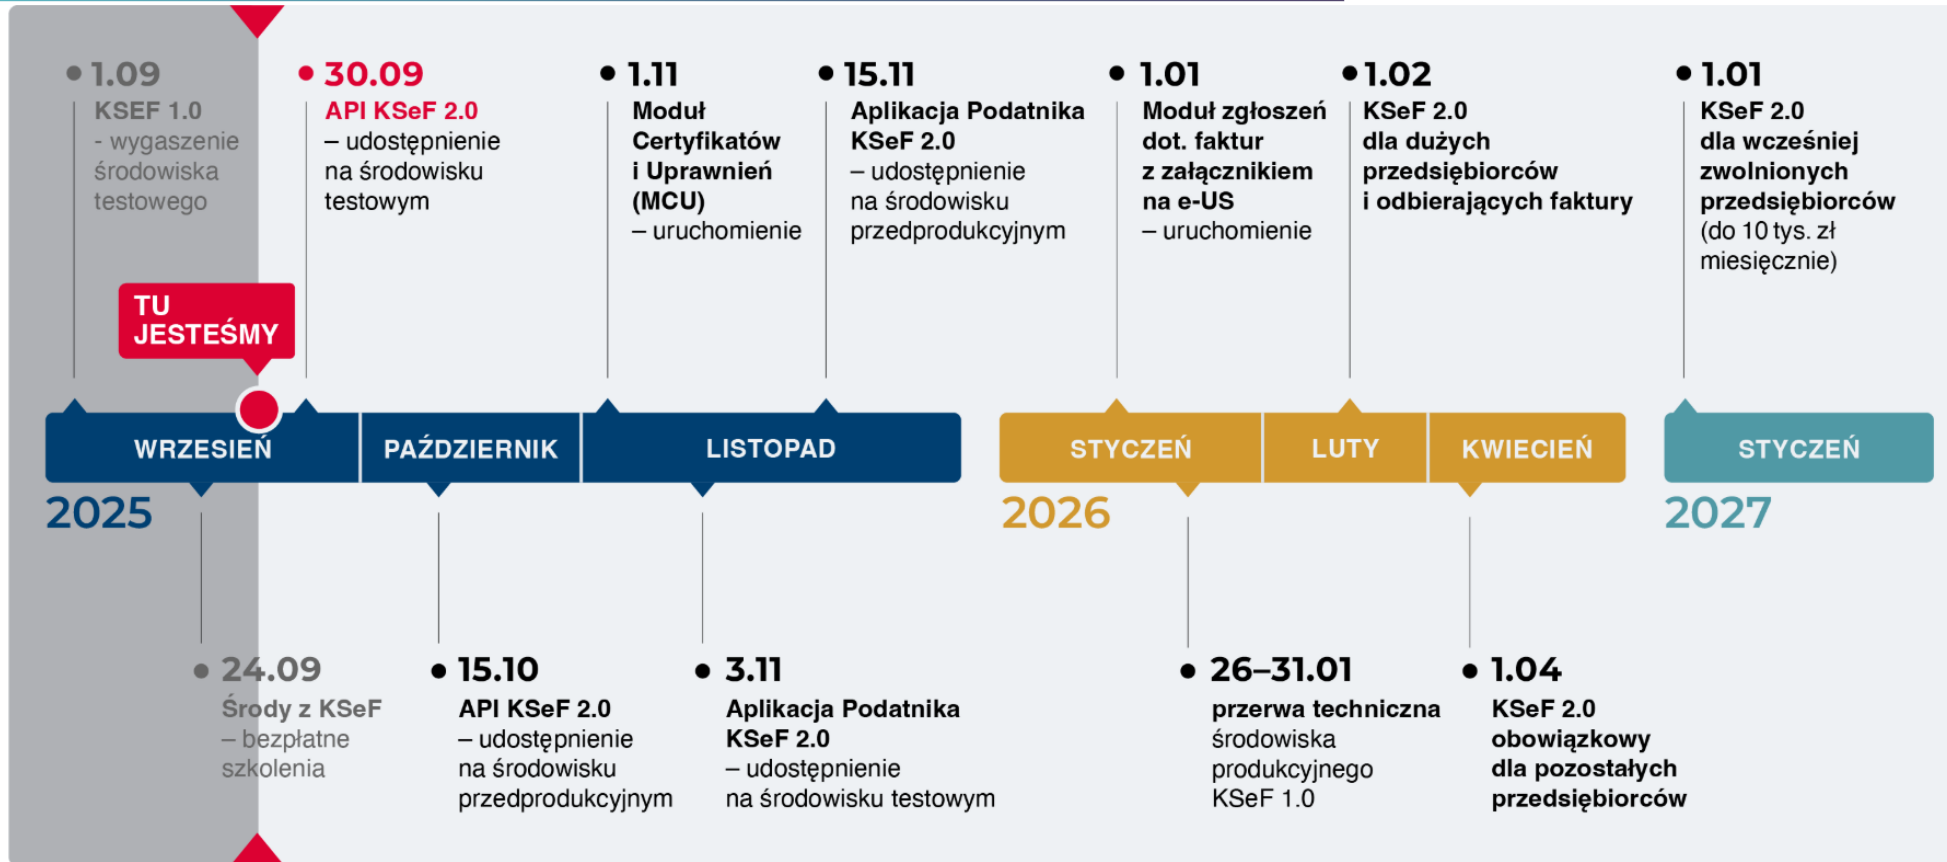 1.09
KSEF 1.0
- wygaszenie
środowiska
testowego
30.09
API KSeF 2.0
– udostępnienie
na środowisku
testowym
1.11
Moduł
Certyfikatów
i Uprawnień
(MCU)
– uruchomienie
15.11
Aplikacja Podatnika
KSeF 2.0
– udostępnienie
na środowisku
przedprodukcyjnym
1.01
Moduł zgłoszeń
dot. faktur
z załącznikiem
na e-US
– uruchomienie
1.02
KSeF 2.0
dla dużych
przedsiębiorców
i odbierających faktury
1.01
KSeF 2.0
dla wcześniej
zwolnionych
przedsiębiorców
(do 10 tys. zł
miesięcznie)
TU
JESTEŚMY
WRZESIEŃ
PAŹDZIERNIK
LISTOPAD
STYCZEŃ
LUTY
KWIECIEŃ
STYCZEŃ
2025
2026
2027
24.09
Środy z KSeF
– bezpłatne
szkolenia
15.10
API KSeF 2.0
– udostępnienie
na środowisku
przedprodukcyjnym
3.11
Aplikacja Podatnika
KSeF 2.0
– udostępnienie
na środowisku testowym
26–31.01
przerwa techniczna
środowiska
produkcyjnego
KSeF 1.0
1.04
KSeF 2.0
obowiązkowy
dla pozostałych
przedsiębiorców